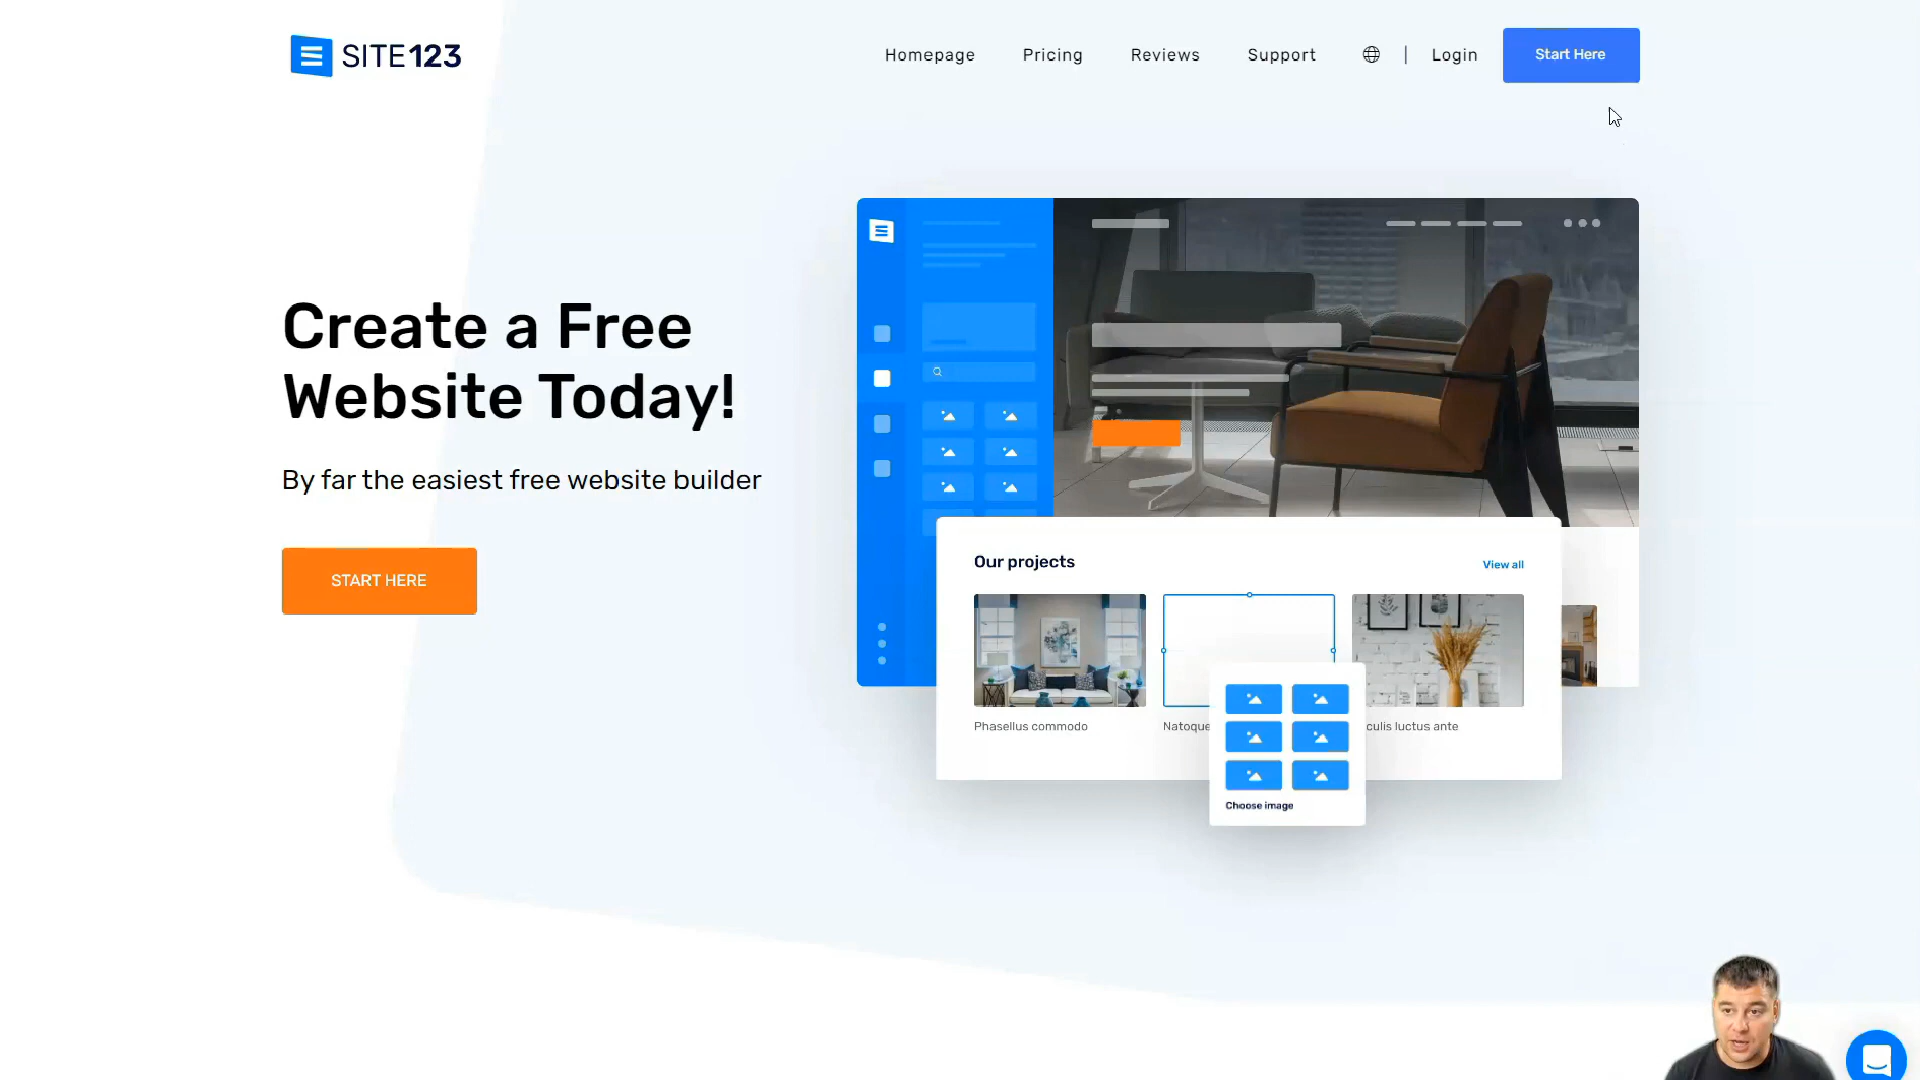 SITE123
Homepage
Pricing
Reviews
Support
Login
Start Here
Create a Free
Website Today!
By far the easiest free website builder
START HERE
Our projects
View all
Phasellus commodo
Natoque
culis luctus ante
Choose image